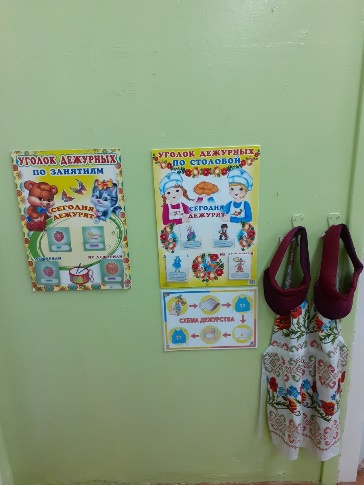 УГОЛОК ДЕЖУРНЫХ
ПО ЗАНЯТИЯМ
СЕГОДНЯ
ДЕЖУРЯТ
УГОЛОК ДЕЖУРНЫХ
ПО СТОЛОВОЙ
СЕГОДНЯ
ДЕЖУРЯТ
СХЕМА ДЕЖУРСТВА